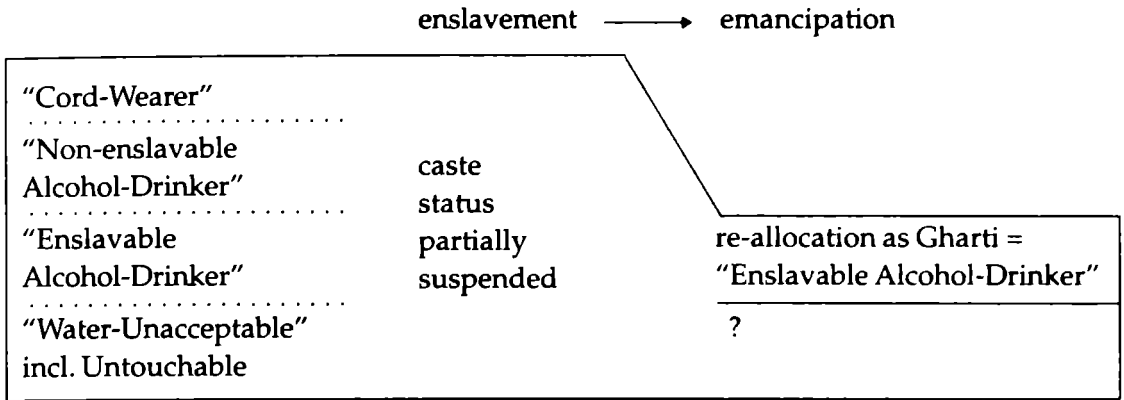 enslavement → emancipation
"Cord-Wearer"
"Non-enslavable
Alcohol-Drinker"
"Enslavable
Alcohol-Drinker"
"Water-Unacceptable"
incl. Untouchable
caste
status
partially
suspended
re-allocation as Gharti =
"Enslavable Alcohol-Drinker"
?